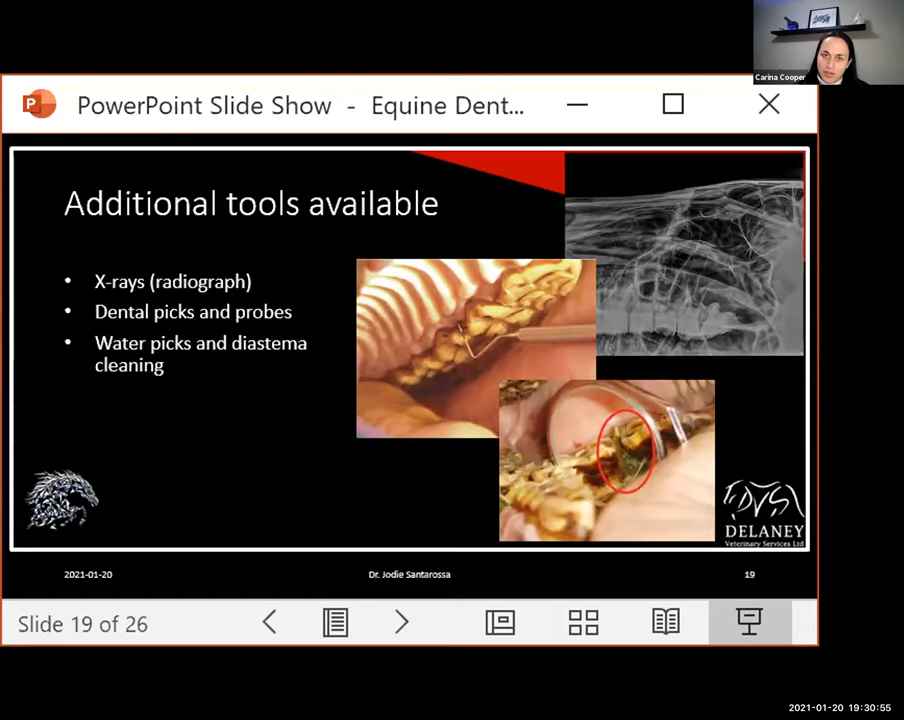 Carina Cooper
PowerPoint Slide Show - Equine Dent...
Additional tools available
• X-rays (radiograph)
• Dental picks and probes
• Water picks and diastema
cleaning
DVS
DELANEY
Veterinary Services Ltd
2021-01-20
Dr. Jodie Santarossa
19
Slide 19 of 26
2021-01-20 19:30:55